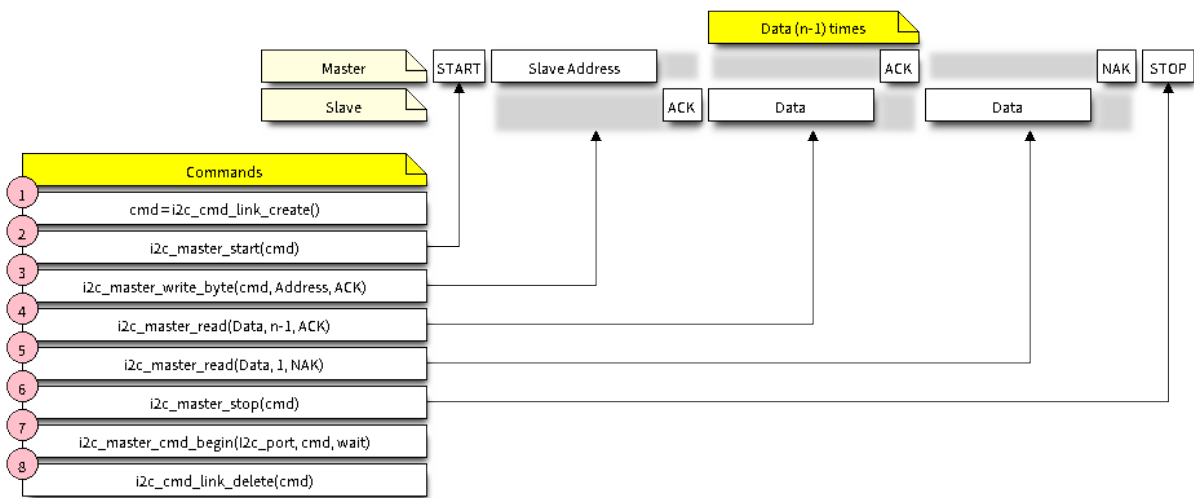 Data (n-1) times
Master START Slave Address ACK NAK STOP
Slave ACK Data Data
Commands
1
cmd = i2c_cmd_link_create()
2
i2c_master_start(cmd)
3
i2c_master_write_byte(cmd, Address, ACK)
4
i2c_master_read(Data, n-1, ACK)
5
i2c_master_read(Data, 1, NAK)
6
i2c_master_stop(cmd)
7
i2c_master_cmd_begin(I2c_port, cmd, wait)
8
i2c_cmd_link_delete(cmd)